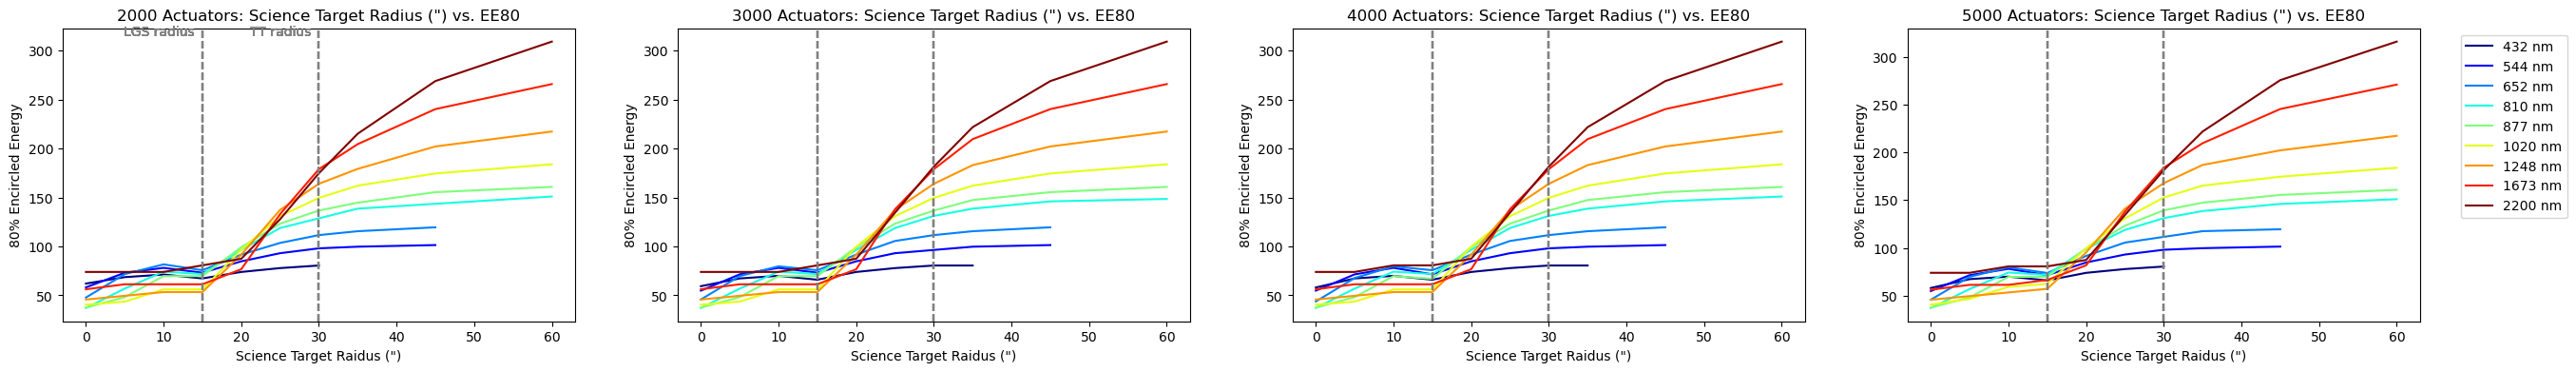 2000 Actuators: Science Target Radius (") vs. EE80
LGS radius
TT radius
300
250
200
150
100
50
80% Encircled Energy
0 10 20 30 40 50 60
Science Target Raidus (")
3000 Actuators: Science Target Radius (") vs. EE80
300
250
200
150
100
50
80% Encircled Energy
0 10 20 30 40 50 60
Science Target Raidus (")
4000 Actuators: Science Target Radius (") vs. EE80
300
250
200
150
100
50
80% Encircled Energy
0 10 20 30 40 50 60
Science Target Raidus (")
5000 Actuators: Science Target Radius (") vs. EE80
300
250
200
150
100
50
80% Encircled Energy
0 10 20 30 40 50 60
Science Target Raidus (")
432 nm
544 nm
652 nm
810 nm
877 nm
1020 nm
1248 nm
1673 nm
2200 nm